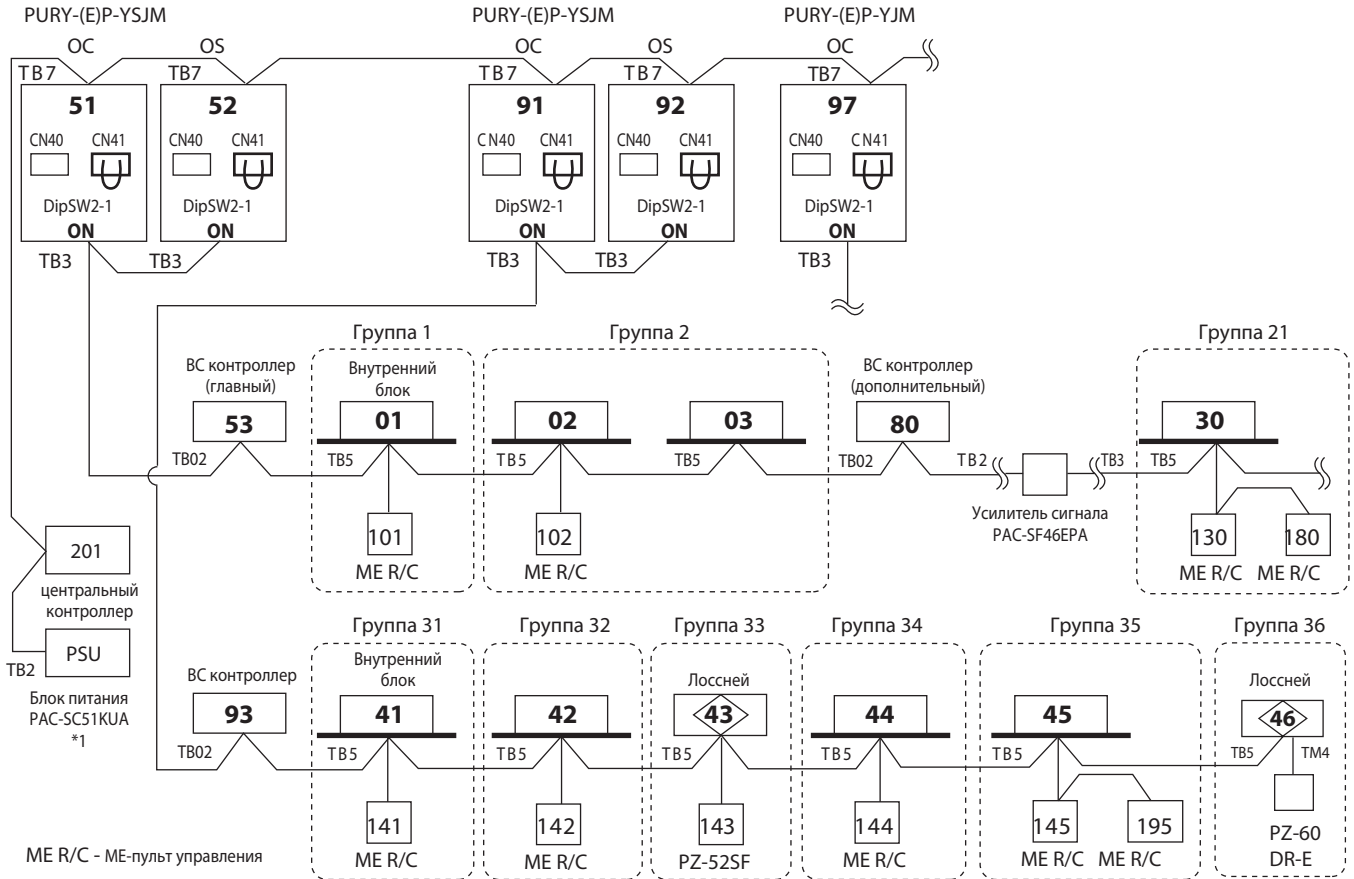 PURY-(E)P-YSJM PURY-(E)P-YSJM PURY-(E)P-YJM
OC OS OC OS OC
TB7 TB7 TB7 TB7 TB7
51 52 91 92 97
CN40 CN41 CN40 CN41 CN40 CN41 CN40 CN41 CN40 CN41
DipSW2-1 DipSW2-1 DipSW2-1 DipSW2-1 DipSW2-1
ON ON ON ON ON
TB3 TB3 TB3 TB3 TB3
Группа 1 Группа 2 Группа 21
ВС контроллер
(главный)
Внутренний
блок
ВС контроллер
(дополнительный)
53 01 02 03 80 30
TB02 TB5 TB5 TB5 TB02 TB2 TB3 TB5
Усилитель сигнала
PAC-SF46EPA
101 102 130 180
ME R/C ME R/C ME R/C ME R/C
201
центральный
контроллер
PSU
TB2
Блок питания
PAC-SC51KUA
*1
Группа 31 Группа 32 Группа 33 Группа 34 Группа 35 Группа 36
ВС контроллер
Внутренний
блок
Лоссней Лоссней
93 41 42 43 44 45 46
TB02 TB5 TB5 TB5 TB5 TB5 TB5 TM4
141 142 143 144 145 195
ME R/C ME R/C PZ-52SF ME R/C ME R/C ME R/C
PZ-60
DR-E
ME R/C - МЕ-пульт управления